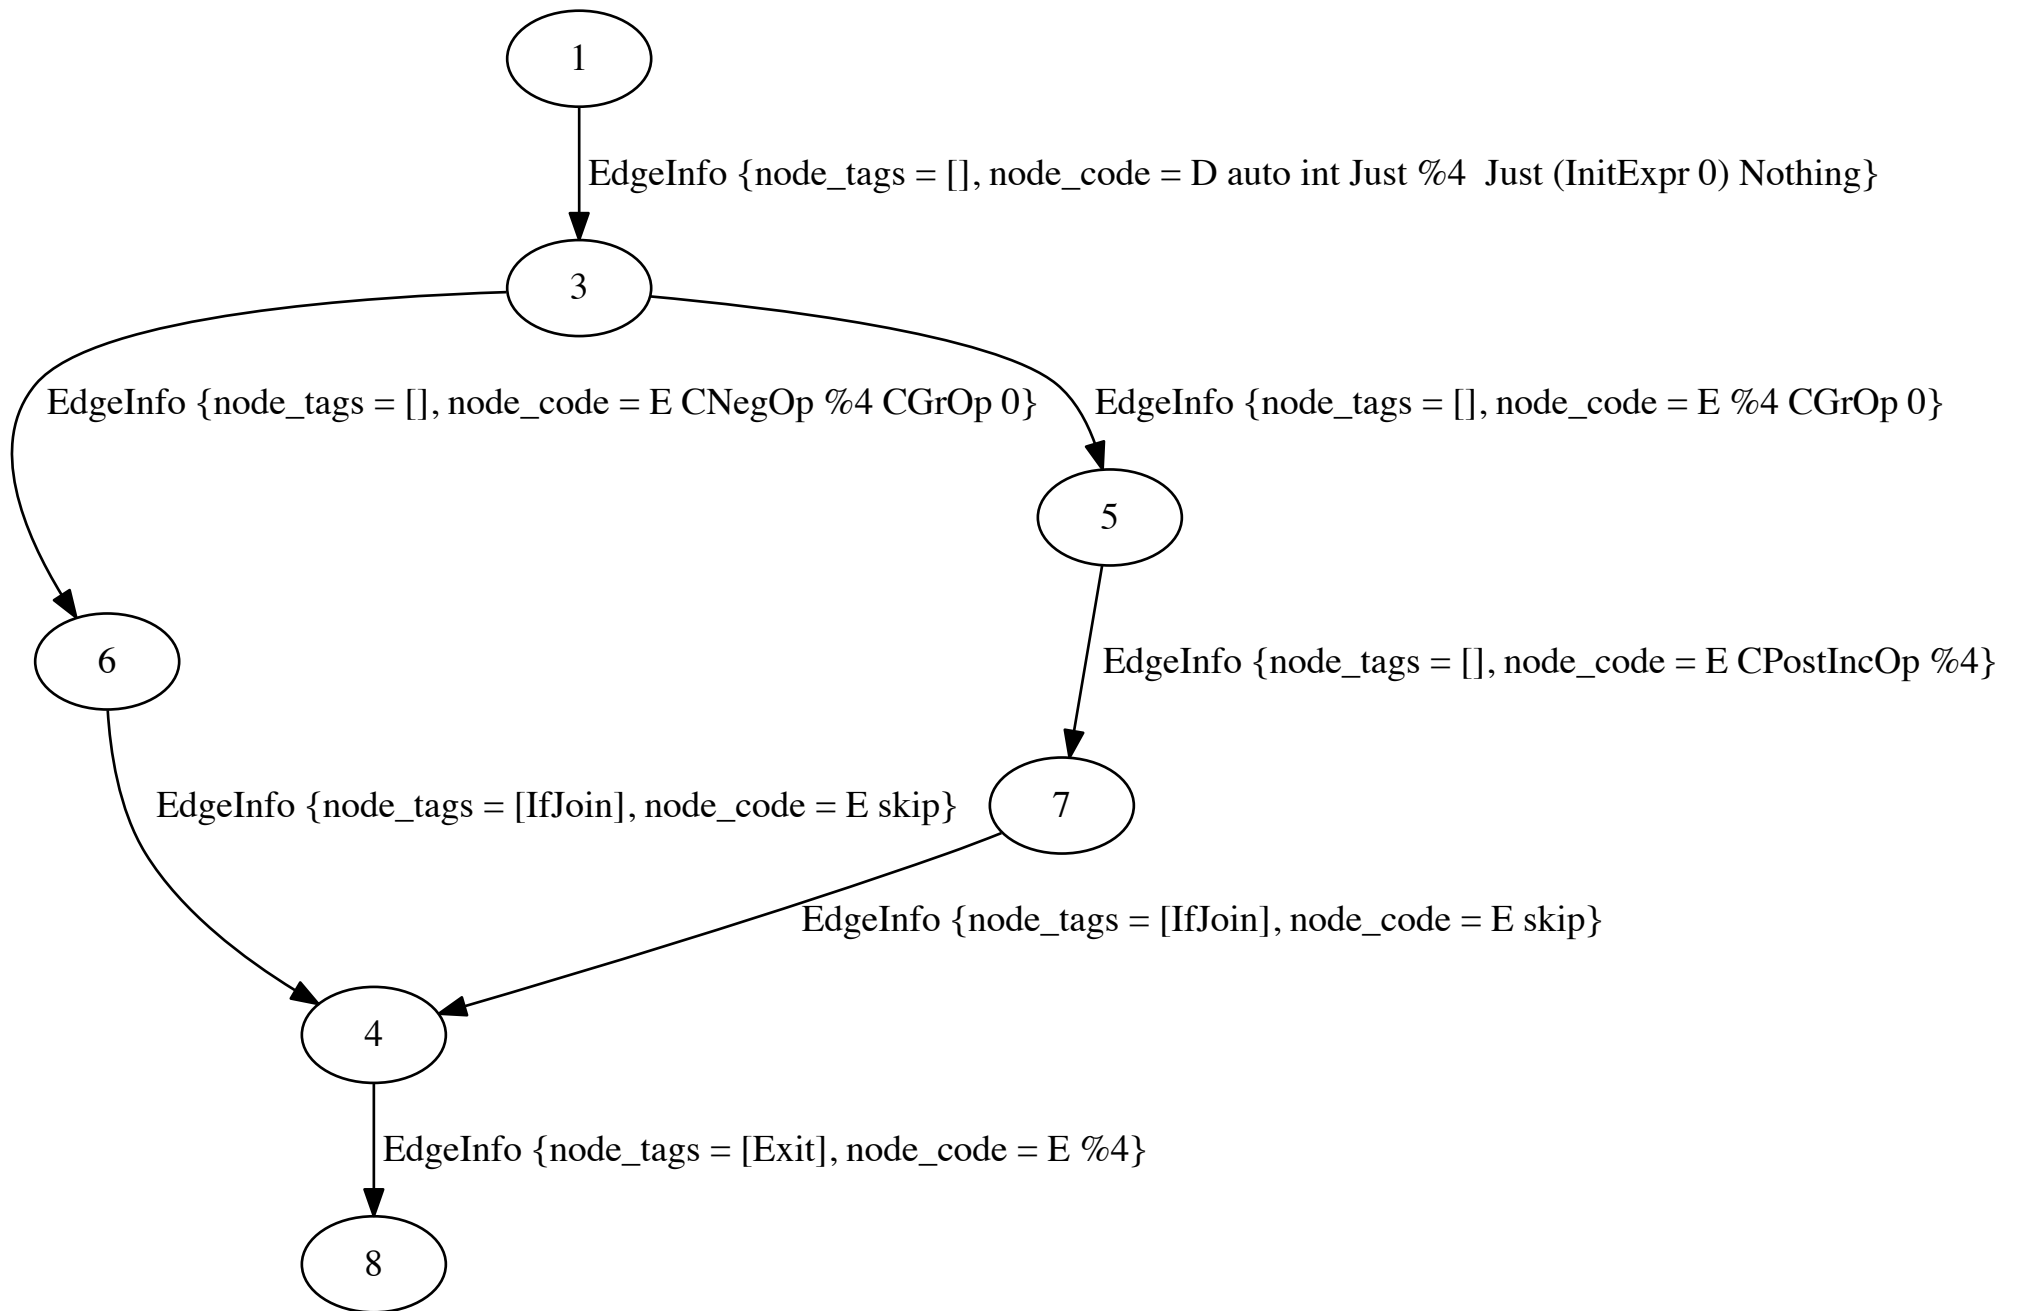 1
EdgeInfo {node_tags = [], node_code = D auto int Just %4  Just (InitExpr 0) Nothing}
3
EdgeInfo {node_tags = [], node_code = E CNegOp %4 CGrOp 0}
EdgeInfo {node_tags = [], node_code = E %4 CGrOp 0}
5
6
EdgeInfo {node_tags = [], node_code = E CPostIncOp %4}
EdgeInfo {node_tags = [IfJoin], node_code = E skip}
7
EdgeInfo {node_tags = [IfJoin], node_code = E skip}
4
EdgeInfo {node_tags = [Exit], node_code = E %4}
8